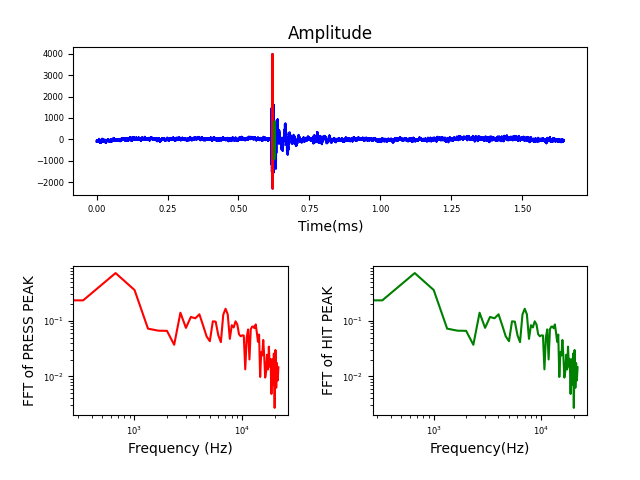 Amplitude
4000
3000
2000
1000
0
−1000
−2000
0.00 0.25 0.50 0.75 1.00 1.25 1.50
Time(ms)
FFT of PRESS PEAK
10⁻¹
10⁻²
10³ 10⁴
Frequency (Hz)
FFT of HIT PEAK
10⁻¹
10⁻²
10³ 10⁴
Frequency(Hz)